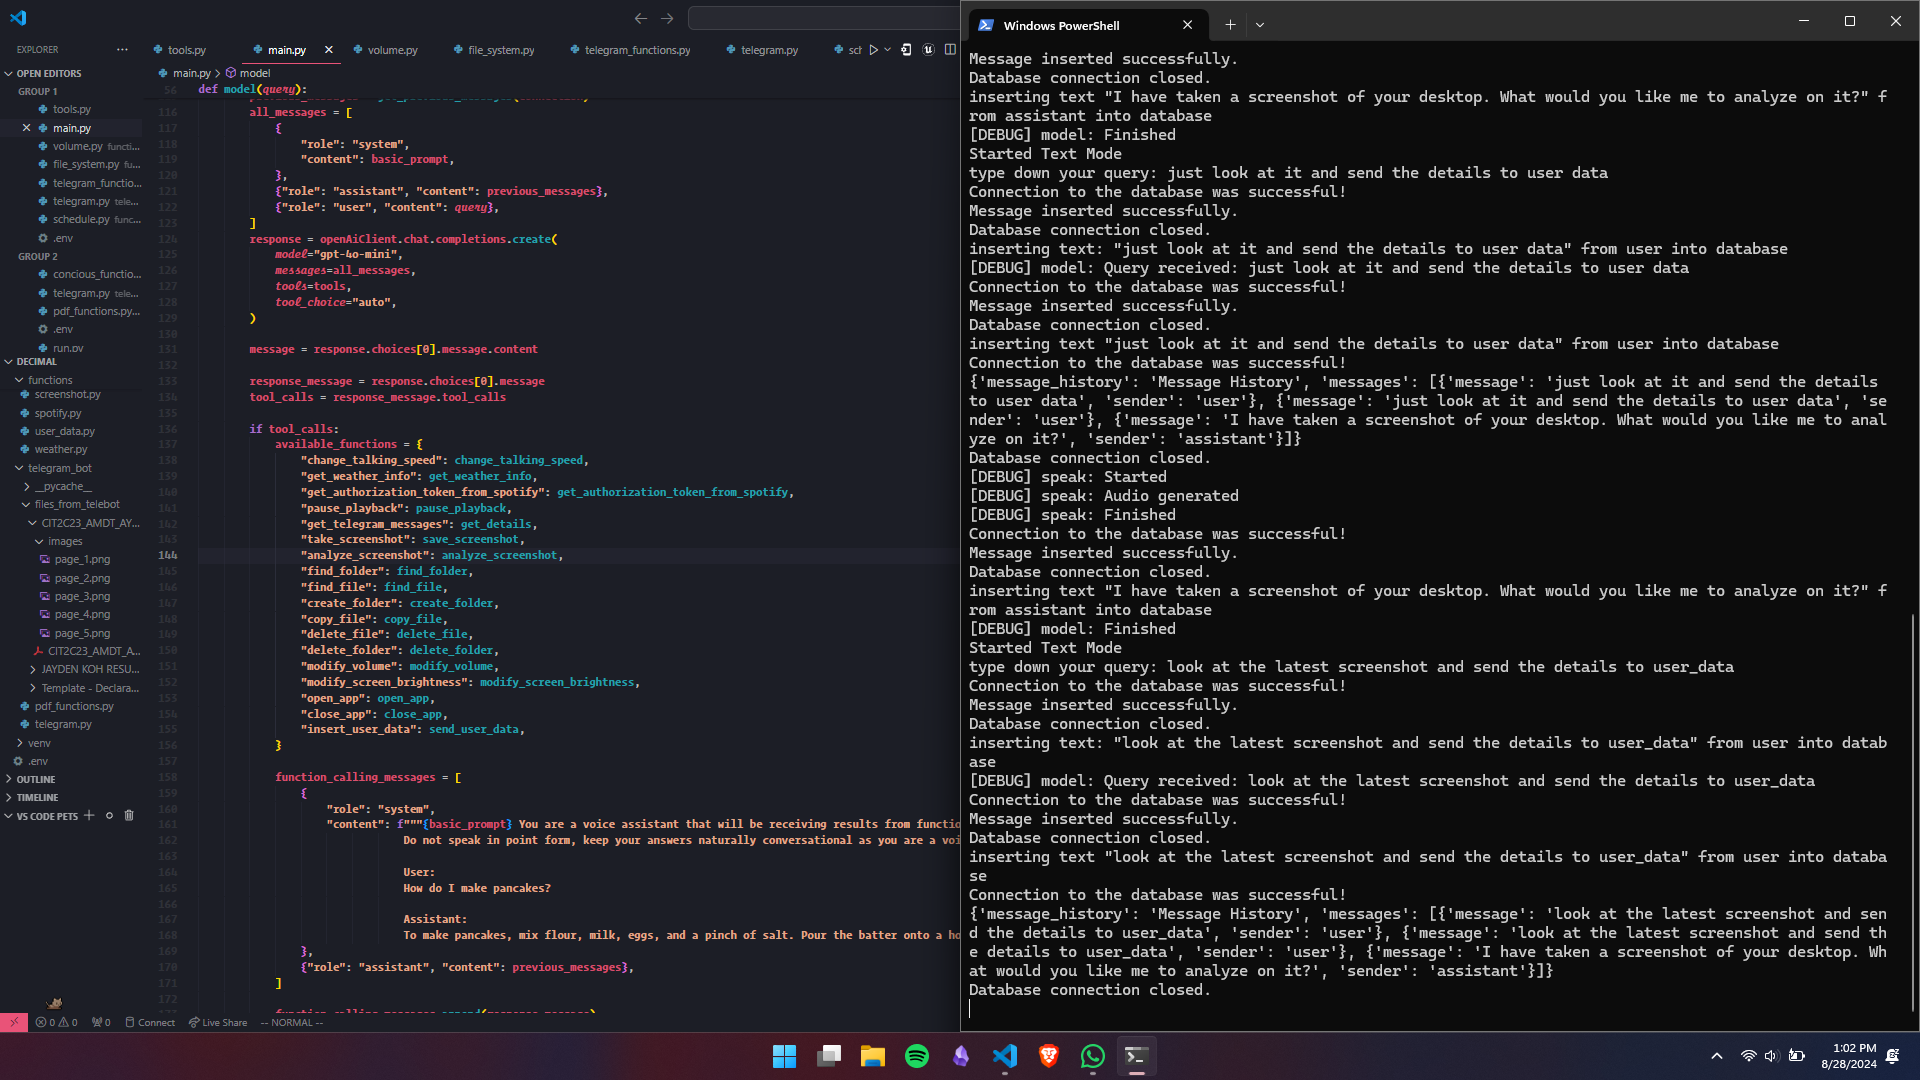 EXPLORER
OPEN EDITORS
GROUP 1
tools.py
main.py
volume.py functi...
file_system.py fu...
telegram_functio...
telegram.py tele...
schedule.py func...
.env
GROUP 2
concious_functio...
telegram.py tele...
pdf_functions.py...
.env
run.py
DECIMAL
functions
screenshot.py
spotify.py
user_data.py
weather.py
telegram_bot
__pycache__
files_from_telebot
CIT2C23_AMDT_AY...
images
page_1.png
page_2.png
page_3.png
page_4.png
page_5.png
CIT2C23_AMDT_A...
JAYDEN KOH RESU...
Template - Declara...
pdf_functions.py
telegram.py
venv
.env
OUTLINE
TIMELINE
VS CODE PETS
tools.py
main.py
volume.py
file_system.py
telegram_functions.py
telegram.py
sch
main.py > model
56 def model(query):
116 all_messages = [
117 {
118 "role": "system",
119 "content": basic_prompt,
120 },
121 {"role": "assistant", "content": previous_messages},
122 {"role": "user", "content": query},
123 ]
124 response = openAiClient.chat.completions.create(
125 model="gpt-4o-mini",
126 messages=all_messages,
127 tools=tools,
128 tool_choice="auto",
129 )
130
131 message = response.choices[0].message.content
132
133 response_message = response.choices[0].message
134 tool_calls = response_message.tool_calls
135
136 if tool_calls:
137 available_functions = {
138 "change_talking_speed": change_talking_speed,
139 "get_weather_info": get_weather_info,
140 "get_authorization_token_from_spotify": get_authorization_token_from_spotify,
141 "pause_playback": pause_playback,
142 "get_telegram_messages": get_details,
143 "take_screenshot": save_screenshot,
144 "analyze_screenshot": analyze_screenshot,
145 "find_folder": find_folder,
146 "find_file": find_file,
147 "create_folder": create_folder,
148 "copy_file": copy_file,
149 "delete_file": delete_file,
150 "delete_folder": delete_folder,
151 "modify_volume": modify_volume,
152 "modify_screen_brightness": modify_screen_brightness,
153 "open_app": open_app,
154 "close_app": close_app,
155 "insert_user_data": send_user_data,
156 }
157
158 function_calling_messages = [
159 {
160 "role": "system",
161 "content": f"""{basic_prompt} You are a voice assistant that will be receiving results from functio
162 Do not speak in point form, keep your answers naturally conversational as you are a voi
163
164 User:
165 How do I make pancakes?
166
167 Assistant:
168 To make pancakes, mix flour, milk, eggs, and a pinch of salt. Pour the batter onto a ho
169 },
170 {"role": "assistant", "content": previous_messages},
171 ]
172
0 0 0 Connect Live Share -- NORMAL --
Windows PowerShell
Message inserted successfully.
Database connection closed.
inserting text "I have taken a screenshot of your desktop. What would you like me to analyze on it?" f
rom assistant into database
[DEBUG] model: Finished
Started Text Mode
type down your query: just look at it and send the details to user data
Connection to the database was successful!
Message inserted successfully.
Database connection closed.
inserting text: "just look at it and send the details to user data" from user into database
[DEBUG] model: Query received: just look at it and send the details to user data
Connection to the database was successful!
Message inserted successfully.
Database connection closed.
inserting text "just look at it and send the details to user data" from user into database
Connection to the database was successful!
{'message_history': 'Message History', 'messages': [{'message': 'just look at it and send the details
to user data', 'sender': 'user'}, {'message': 'just look at it and send the details to user data', 'se
nder': 'user'}, {'message': 'I have taken a screenshot of your desktop. What would you like me to anal
yze on it?', 'sender': 'assistant'}]}
Database connection closed.
[DEBUG] speak: Started
[DEBUG] speak: Audio generated
[DEBUG] speak: Finished
Connection to the database was successful!
Message inserted successfully.
Database connection closed.
inserting text "I have taken a screenshot of your desktop. What would you like me to analyze on it?" f
rom assistant into database
[DEBUG] model: Finished
Started Text Mode
type down your query: look at the latest screenshot and send the details to user_data
Connection to the database was successful!
Message inserted successfully.
Database connection closed.
inserting text: "look at the latest screenshot and send the details to user_data" from user into datab
ase
[DEBUG] model: Query received: look at the latest screenshot and send the details to user_data
Connection to the database was successful!
Message inserted successfully.
Database connection closed.
inserting text "look at the latest screenshot and send the details to user_data" from user into databa
se
Connection to the database was successful!
{'message_history': 'Message History', 'messages': [{'message': 'look at the latest screenshot and sen
d the details to user_data', 'sender': 'user'}, {'message': 'look at the latest screenshot and send th
e details to user_data', 'sender': 'user'}, {'message': 'I have taken a screenshot of your desktop. Wh
at would you like me to analyze on it?', 'sender': 'assistant'}]}
Database connection closed.
1:02 PM
8/28/2024